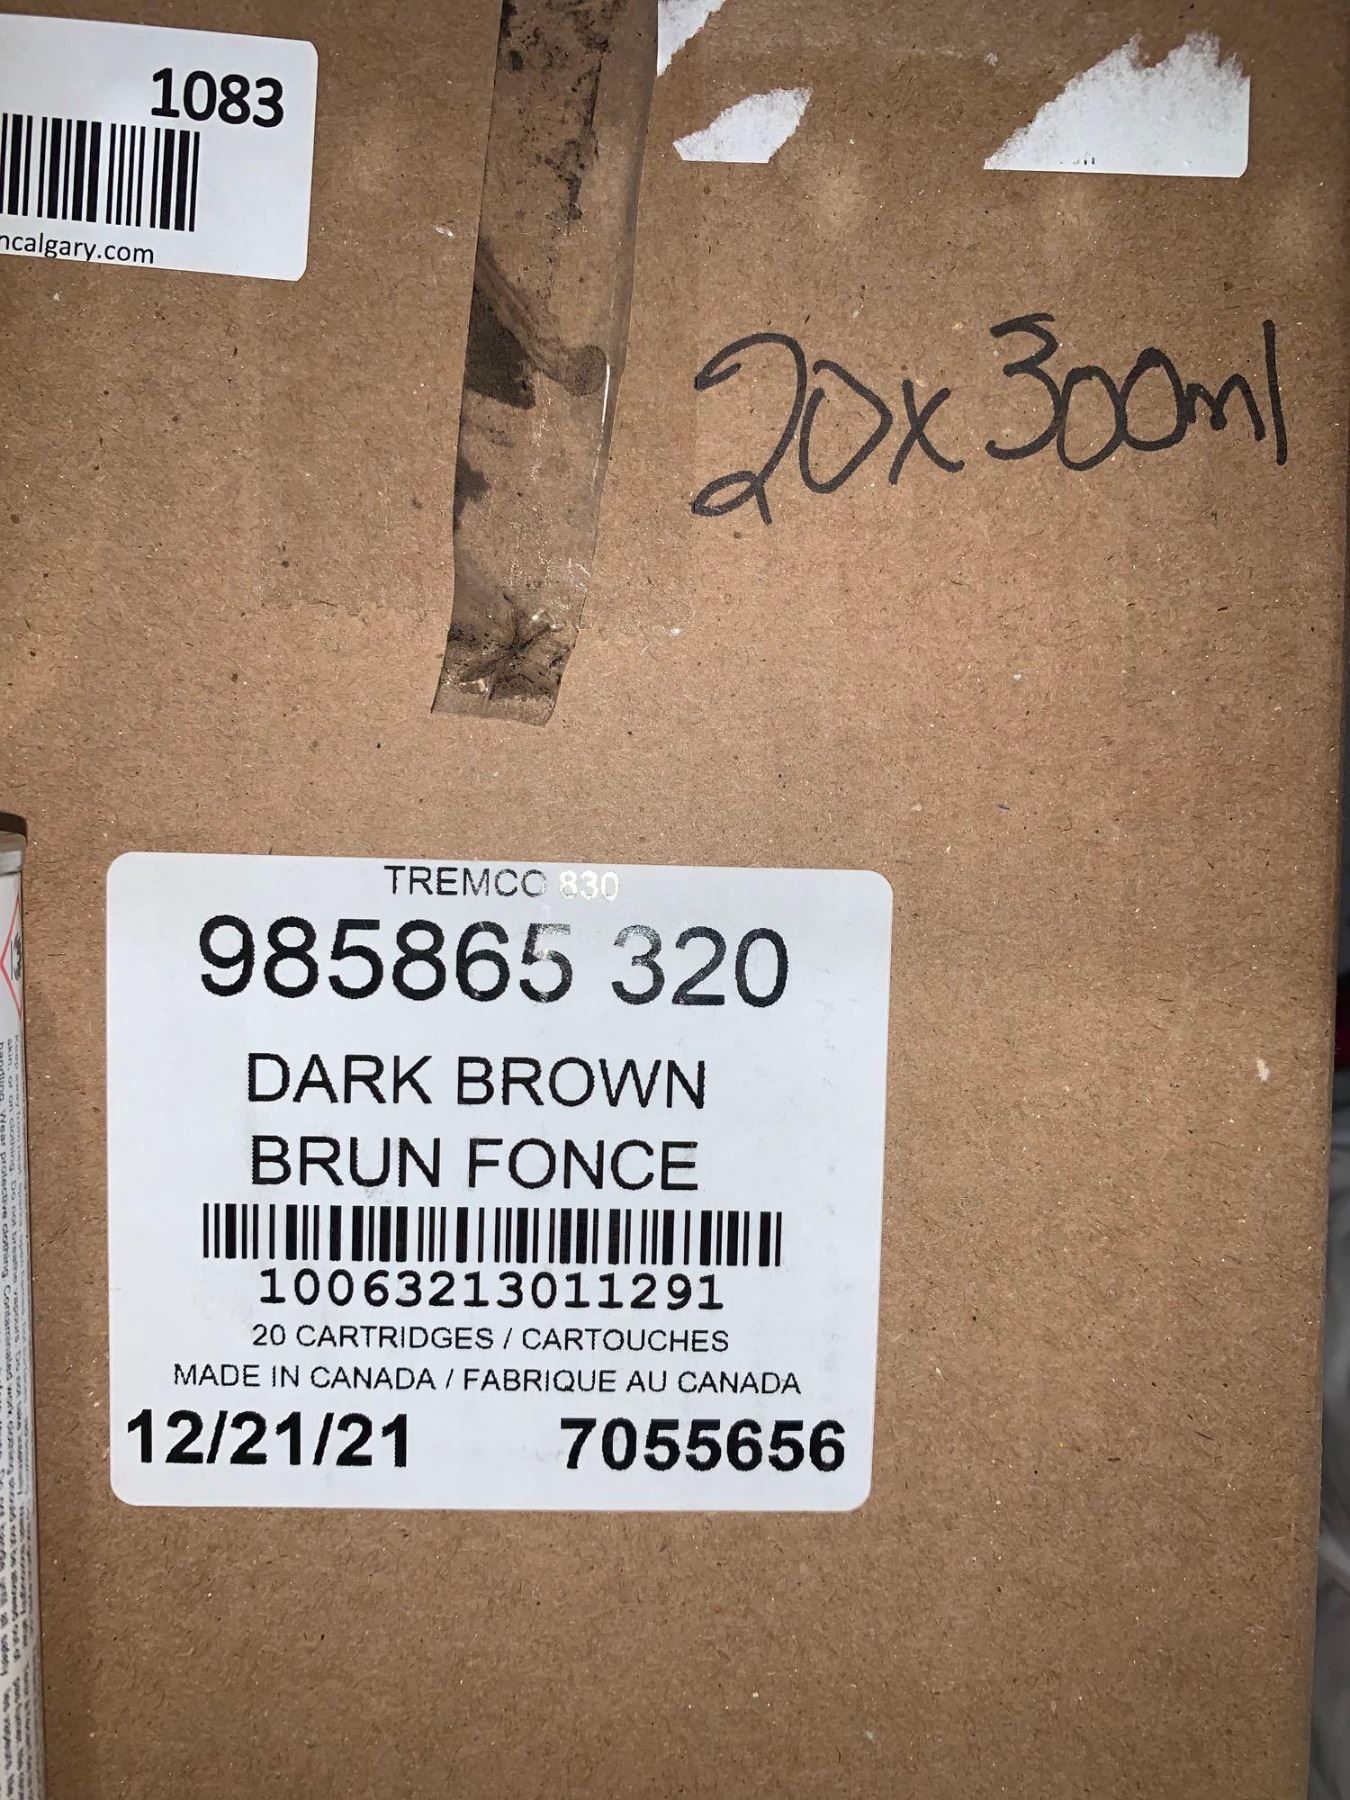 1083
ncalgary.com
20x300ml
TREMCO 830
985865 320
DARK BROWN
BRUN FONCE
10063213011291
20 CARTRIDGES / CARTOUCHES
MADE IN CANADA / FABRIQUE AU CANADA
12/21/21 7055656